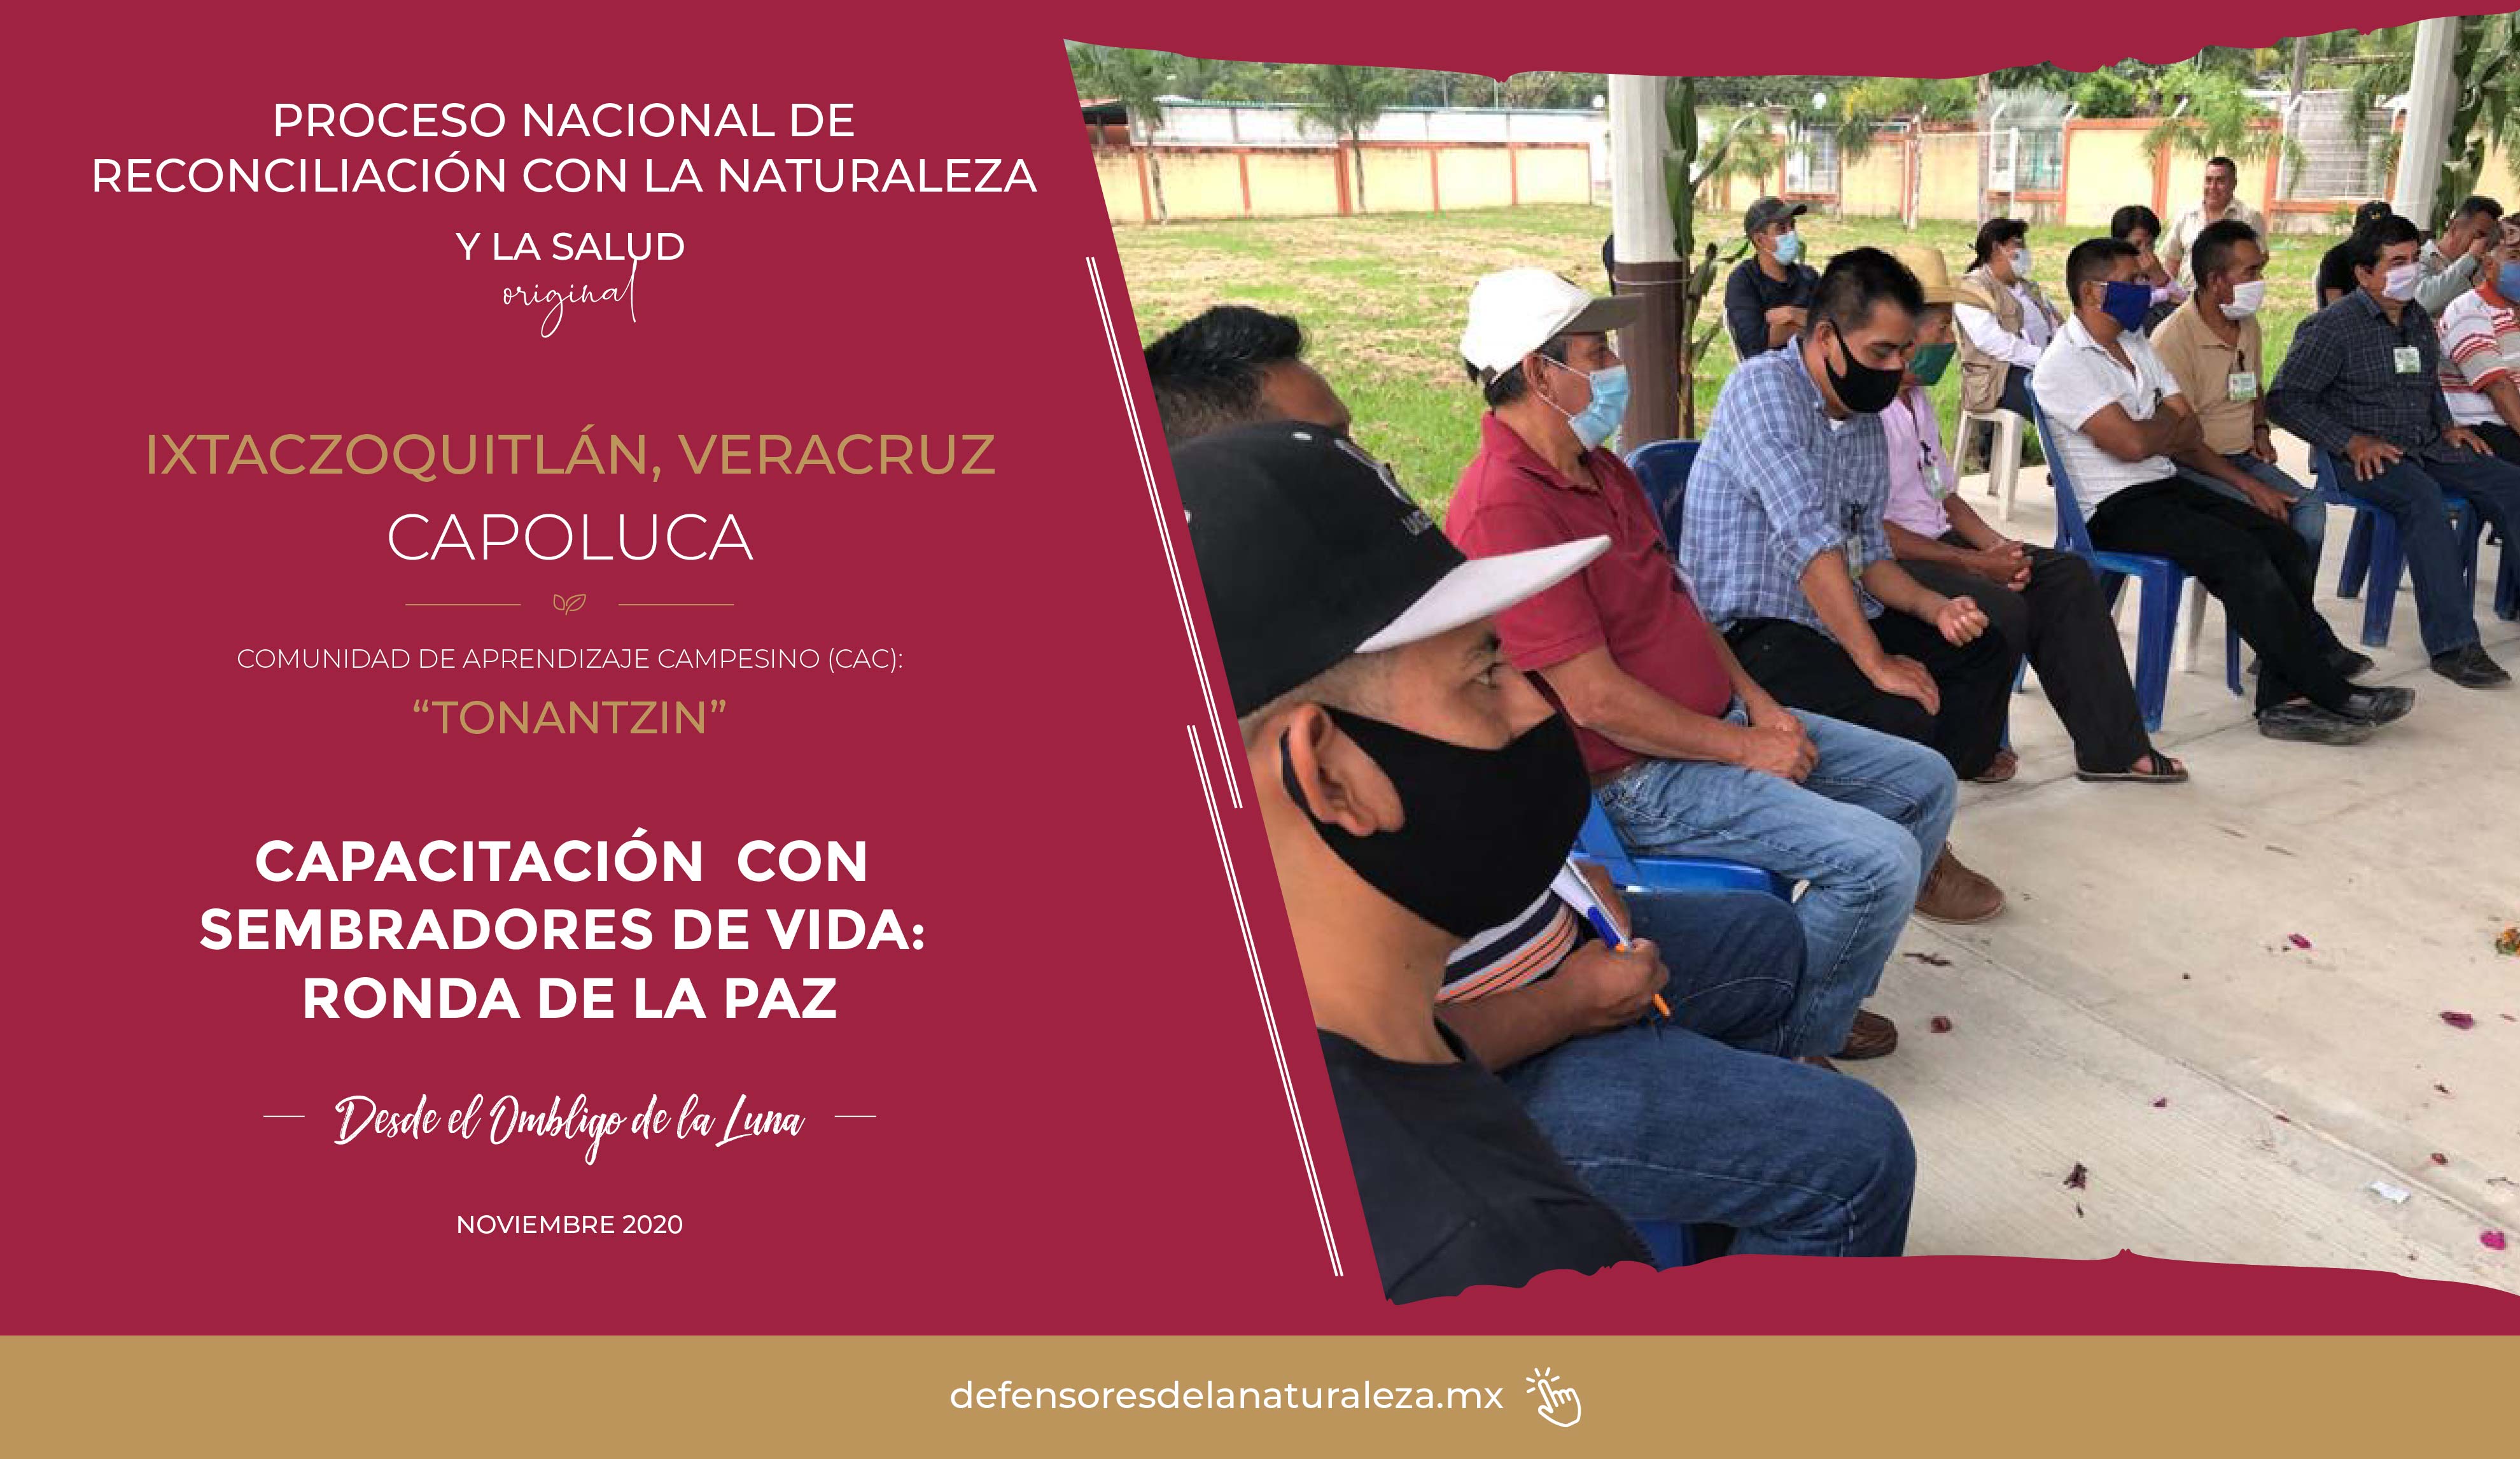 PROCESO NACIONAL DE
RECONCILIACIÓN CON LA NATURALEZA
Y LA SALUD
original
IXTACZOQUITLÁN, VERACRUZ
CAPOLUCA
COMUNIDAD DE APRENDIZAJE CAMPESINO (CAC):
“TONANTZIN”
CAPACITACIÓN CON
SEMBRADORES DE VIDA:
RONDA DE LA PAZ
Desde el Ombligo de la Luna
NOVIEMBRE 2020
defensoresdelanaturaleza.mx